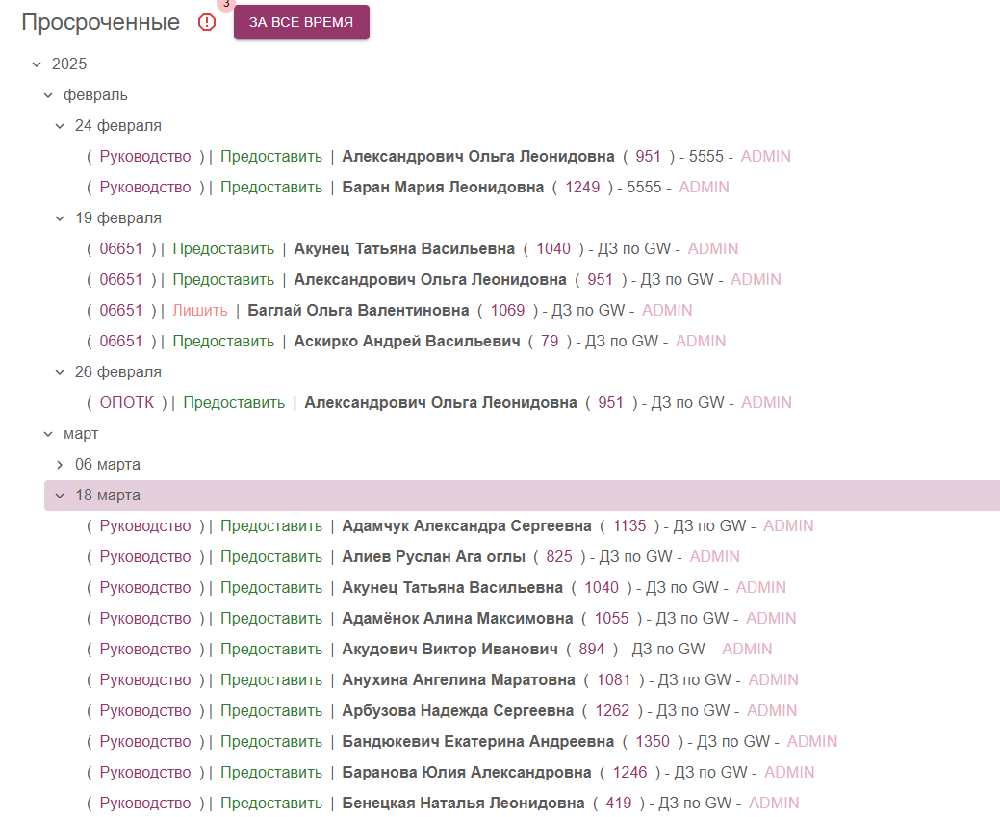 Просроченные 3 ЗА ВСЕ ВРЕМЯ
2025
февраль
24 февраля
( Руководство ) | Предоставить | Александрович Ольга Леонидовна ( 951 ) - 5555 - ADMIN
( Руководство ) | Предоставить | Баран Мария Леонидовна ( 1249 ) - 5555 - ADMIN
19 февраля
( 06651 ) | Предоставить | Акунец Татьяна Васильевна ( 1040 ) - ДЗ по GW - ADMIN
( 06651 ) | Предоставить | Александрович Ольга Леонидовна ( 951 ) - ДЗ по GW - ADMIN
( 06651 ) | Лишить | Баглай Ольга Валентиновна ( 1069 ) - ДЗ по GW - ADMIN
( 06651 ) | Предоставить | Аскирко Андрей Васильевич ( 79 ) - ДЗ по GW - ADMIN
26 февраля
( ОПОТК ) | Предоставить | Александрович Ольга Леонидовна ( 951 ) - ДЗ по GW - ADMIN
март
06 марта
18 марта
( Руководство ) | Предоставить | Адамчук Александра Сергеевна ( 1135 ) - ДЗ по GW - ADMIN
( Руководство ) | Предоставить | Алиев Руслан Ага оглы ( 825 ) - ДЗ по GW - ADMIN
( Руководство ) | Предоставить | Акунец Татьяна Васильевна ( 1040 ) - ДЗ по GW - ADMIN
( Руководство ) | Предоставить | Адамёнок Алина Максимовна ( 1055 ) - ДЗ по GW - ADMIN
( Руководство ) | Предоставить | Акудович Виктор Иванович ( 894 ) - ДЗ по GW - ADMIN
( Руководство ) | Предоставить | Анухина Ангелина Маратовна ( 1081 ) - ДЗ по GW - ADMIN
( Руководство ) | Предоставить | Арбузова Надежда Сергеевна ( 1262 ) - ДЗ по GW - ADMIN
( Руководство ) | Предоставить | Бандюкевич Екатерина Андреевна ( 1350 ) - ДЗ по GW - ADMIN
( Руководство ) | Предоставить | Баранова Юлия Александровна ( 1246 ) - ДЗ по GW - ADMIN
( Руководство ) | Предоставить | Бенецкая Наталья Леонидовна ( 419 ) - ДЗ по GW - ADMIN